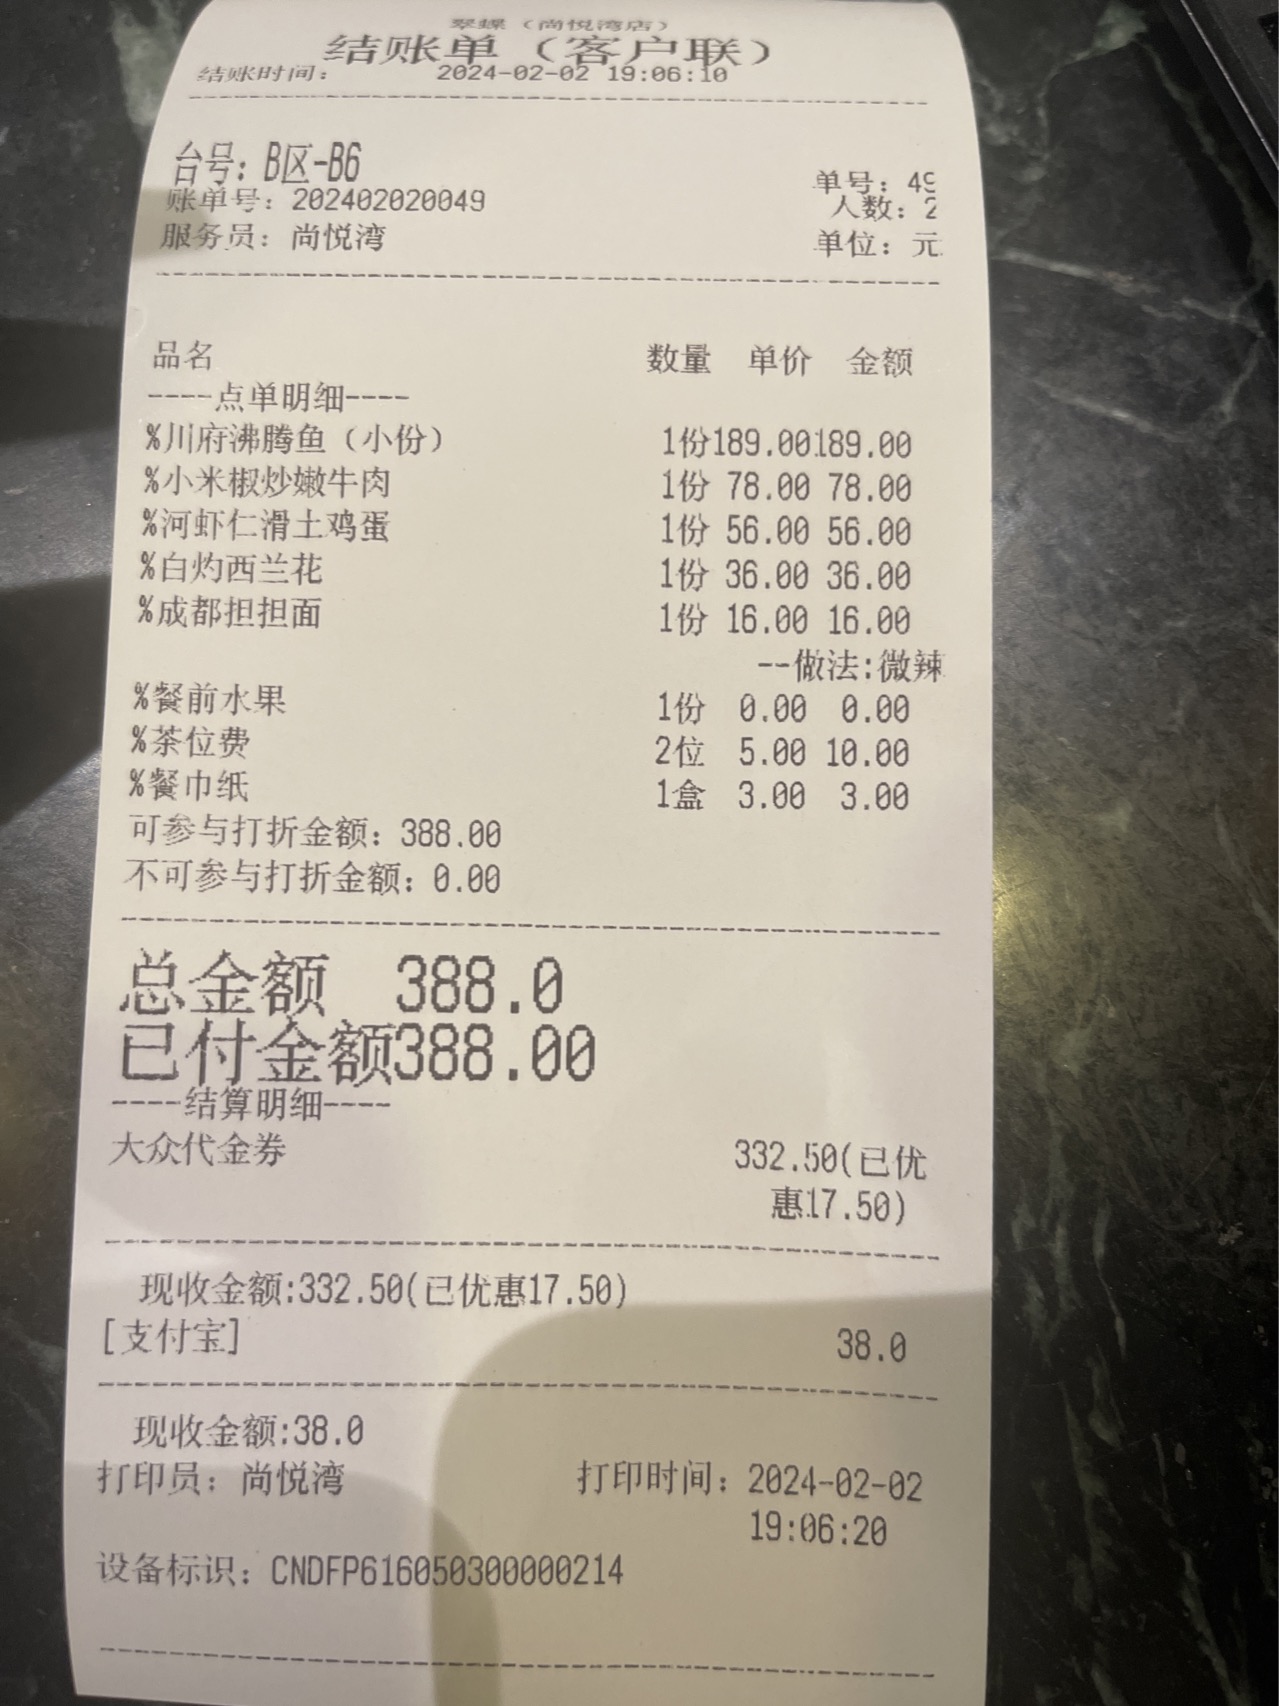 翠蝶（尚悦湾店）
结账单（客户联）
结账时间： 2024-02-02 19:06:10
台号：B区-B6
单号：49
账单号：202402020049
人数：2
服务员：尚悦湾
单位：元
品名 数量 单价 金额
----点单明细----
%川府沸腾鱼（小份） 1份 189.00 189.00
%小米椒炒嫩牛肉 1份 78.00 78.00
%河虾仁滑土鸡蛋 1份 56.00 56.00
%白灼西兰花 1份 36.00 36.00
%成都担担面 1份 16.00 16.00
--做法:微辣
%餐前水果 1份 0.00 0.00
%茶位费 2位 5.00 10.00
%餐巾纸 1盒 3.00 3.00
可参与打折金额：388.00
不可参与打折金额：0.00
总金额 388.0
已付金额388.00
----结算明细----
大众代金券 332.50(已优
惠17.50)
现收金额:332.50(已优惠17.50)
[支付宝] 38.0
现收金额:38.0
打印员：尚悦湾 打印时间：2024-02-02
19:06:20
设备标识：CNDFP616050300000214